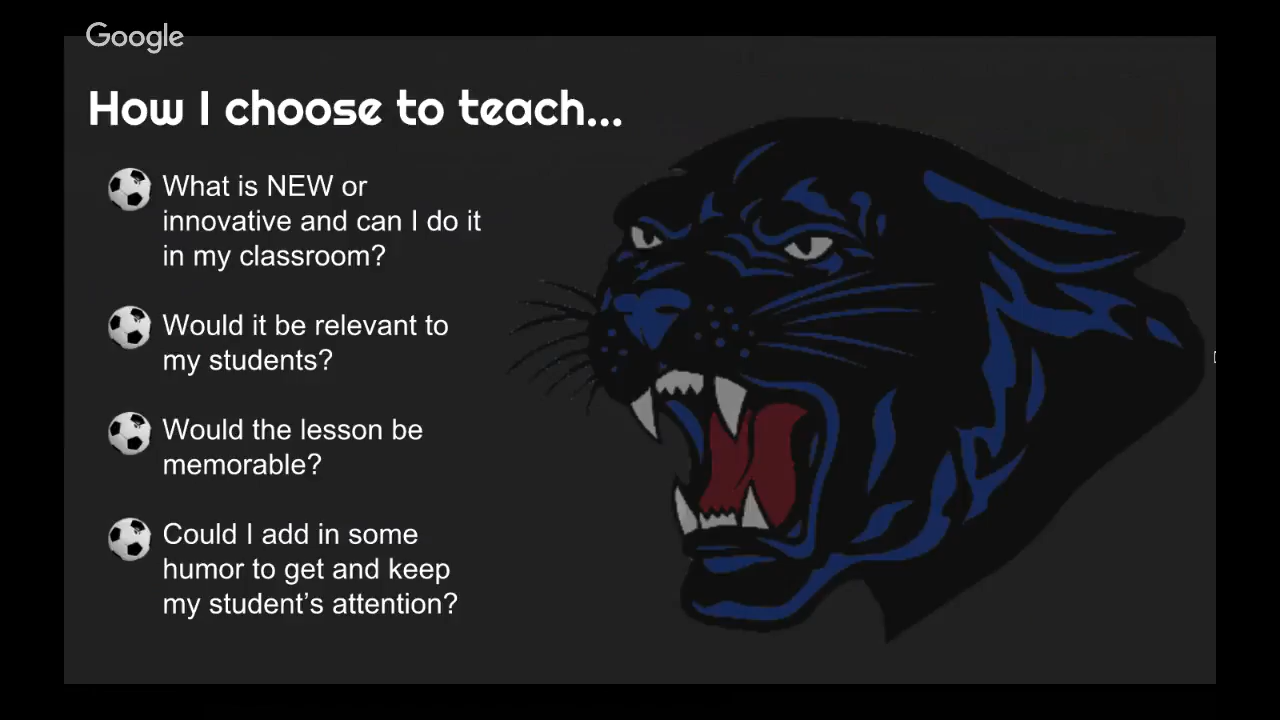 Google
How I choose to teach...
What is NEW or
innovative and can I do it
in my classroom?
Would it be relevant to
my students?
Would the lesson be
memorable?
Could I add in some
humor to get and keep
my student’s attention?